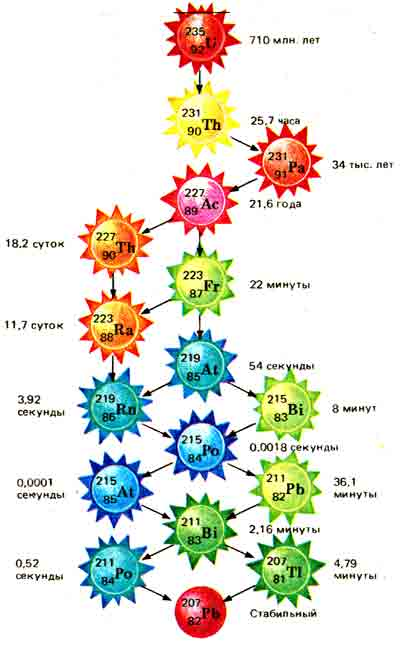 235
92 U
710 млн. лет
231
90 Th
25,7 часа
231
91 Pa
34 тыс. лет
227
89 Ac
21,6 года
227
90 Th
18,2 суток
223
87 Fr
22 минуты
223
88 Ra
11,7 суток
219
85 At
54 секунды
219
86 Rn
3,92
секунды
215
83 Bi
8 минут
215
84 Po
0,0018 секунды
215
85 At
0,0001
секунды
211
82 Pb
36,1
минуты
211
83 Bi
2,16 минуты
211
84 Po
0,52
секунды
207
81 Tl
4,79
минуты
207
82 Pb
Стабильный